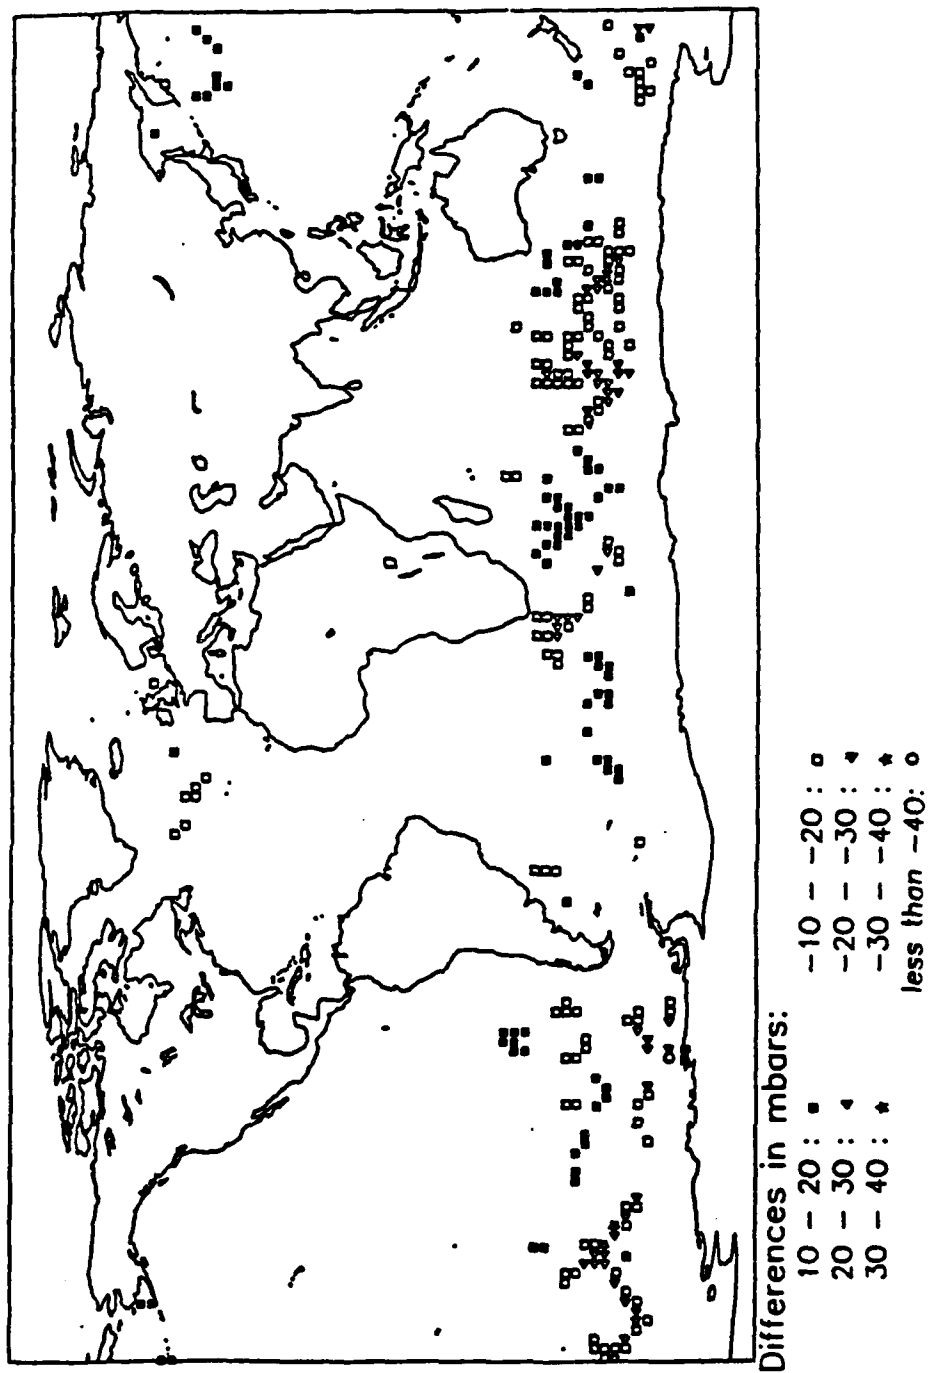 Differences in mbars:
10 – 20 : ■
20 – 30 : ◄
30 – 40 : ★
−10 – −20 : □
−20 – −30 : ◄
−30 – −40 : ★
less than −40: ○